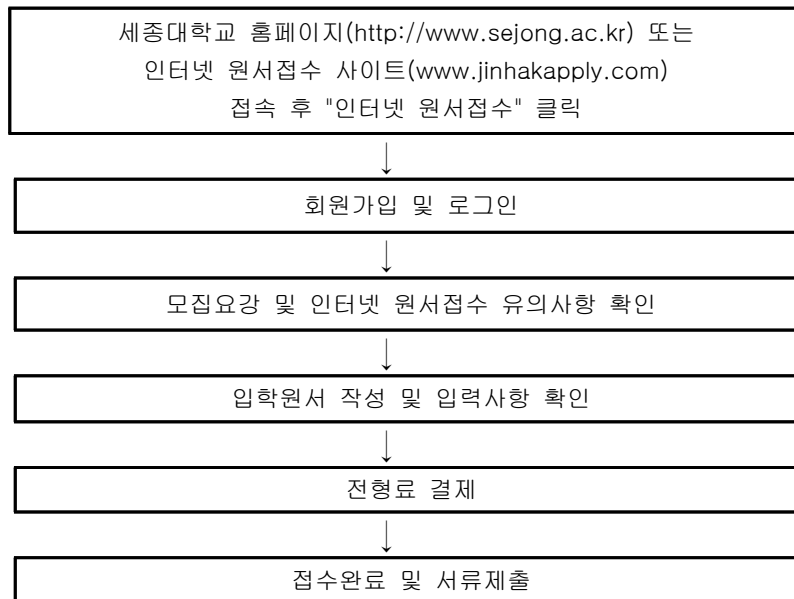 세종대학교 홈페이지(http://www.sejong.ac.kr) 또는
인터넷 원서접수 사이트(www.jinhakapply.com)
접속 후 "인터넷 원서접수" 클릭
↓
회원가입 및 로그인
↓
모집요강 및 인터넷 원서접수 유의사항 확인
↓
입학원서 작성 및 입력사항 확인
↓
전형료 결제
↓
접수완료 및 서류제출